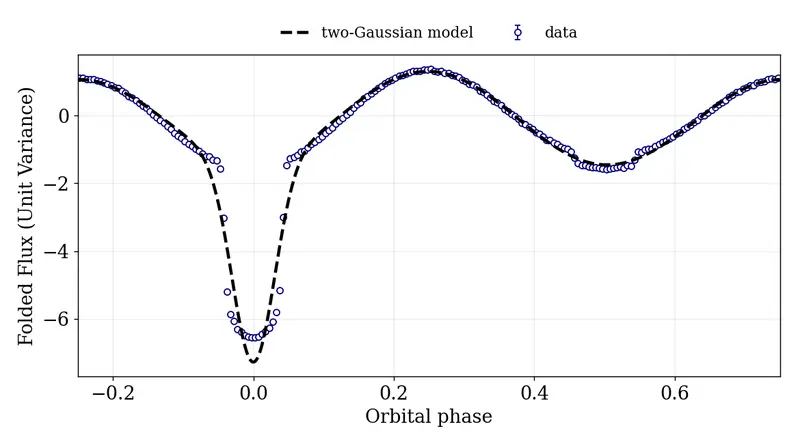 two-Gaussian model
data
Folded Flux (Unit Variance)
0
−2
−4
−6
−0.2 0.0 0.2 0.4 0.6
Orbital phase